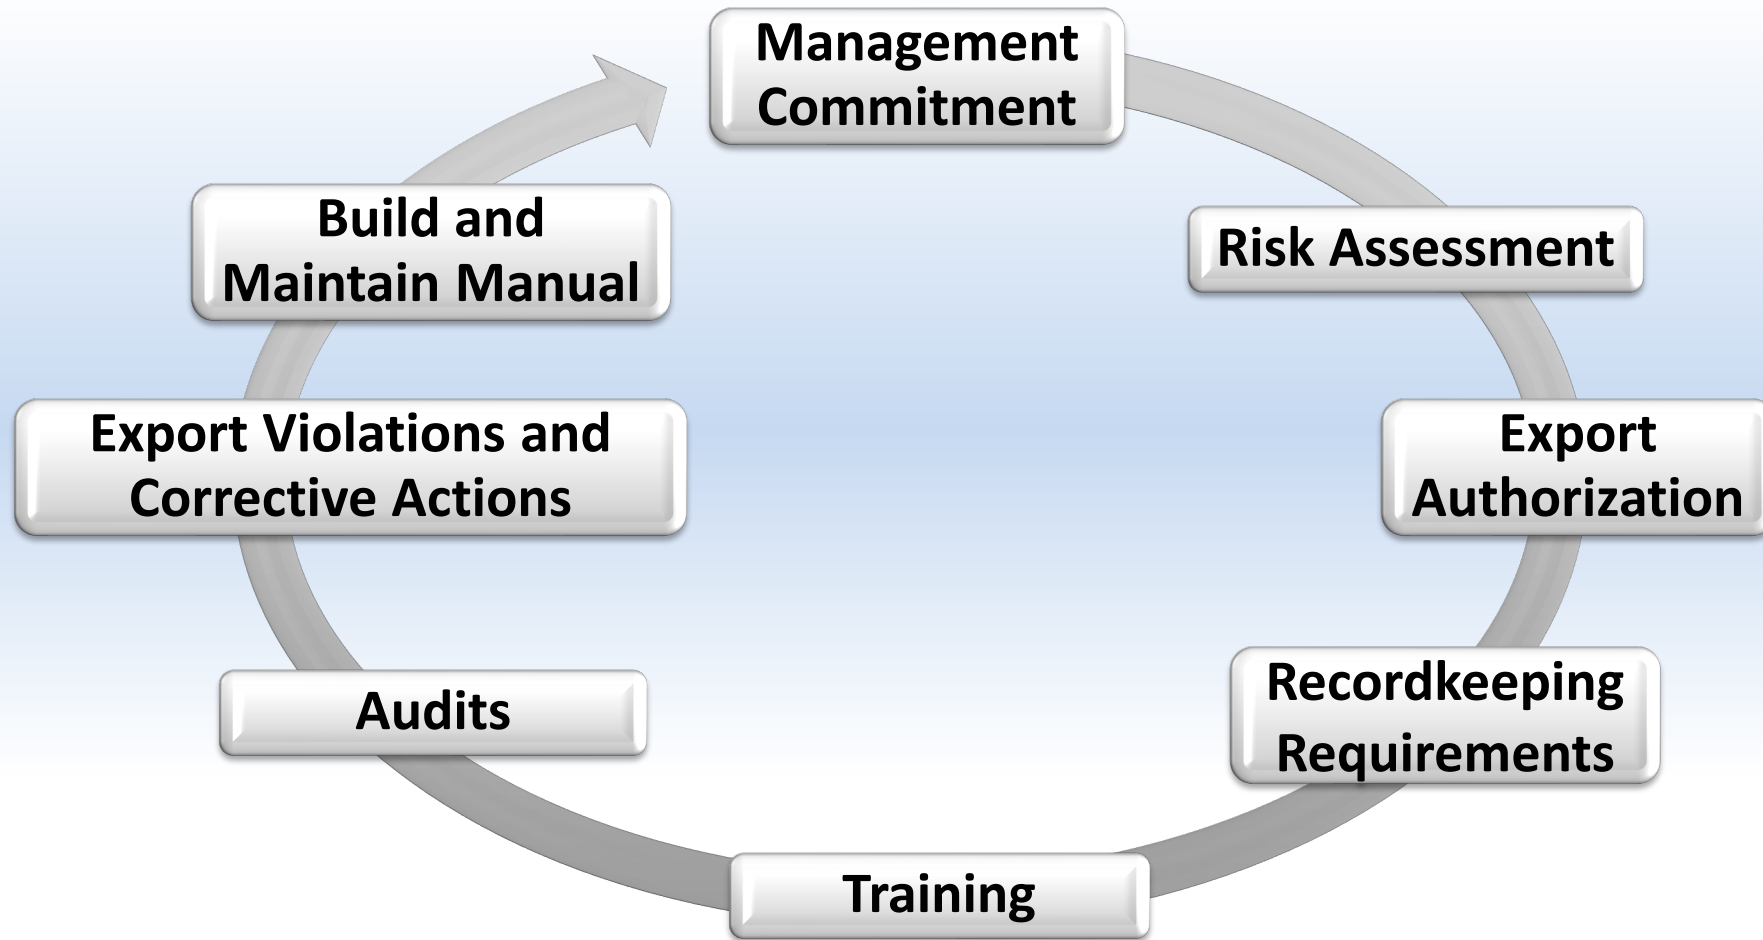 Management
Commitment
Risk Assessment
Export
Authorization
Recordkeeping
Requirements
Training
Audits
Export Violations and
Corrective Actions
Build and
Maintain Manual